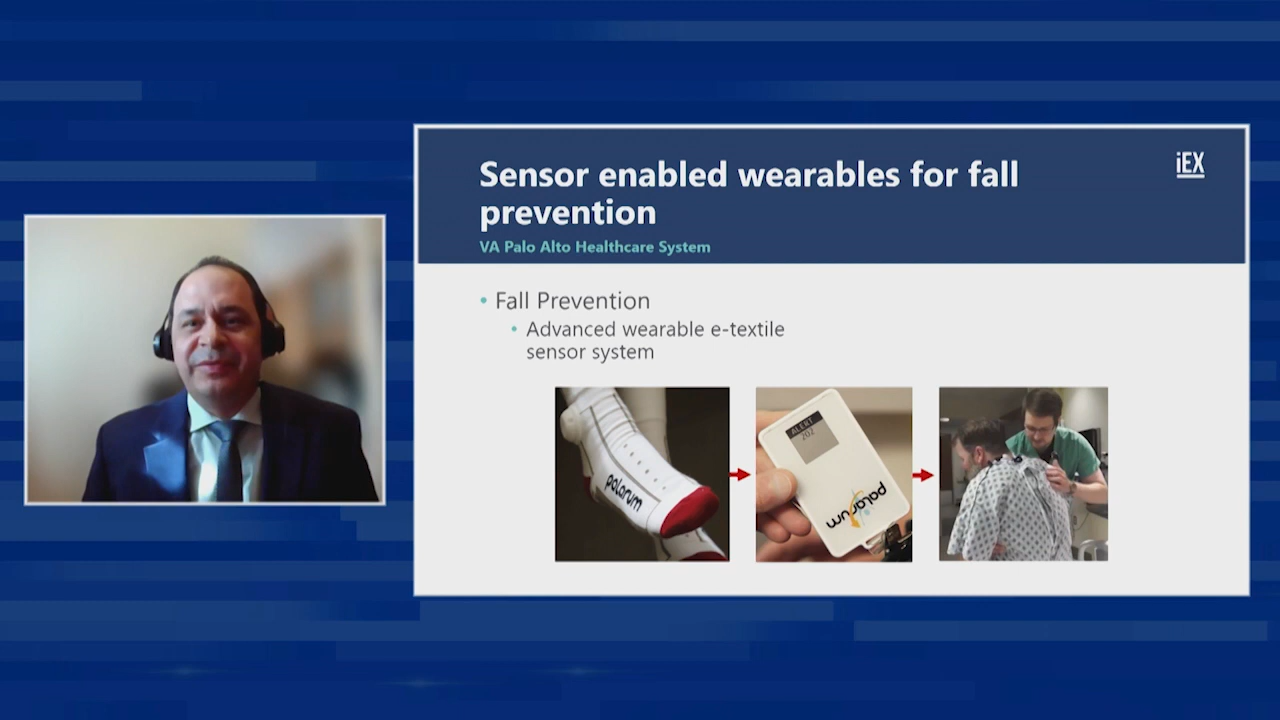 Sensor enabled wearables for fall
prevention
iEX
VA Palo Alto Healthcare System
• Fall Prevention
• Advanced wearable e-textile
sensor system
palarum
ALERT
202
palarum